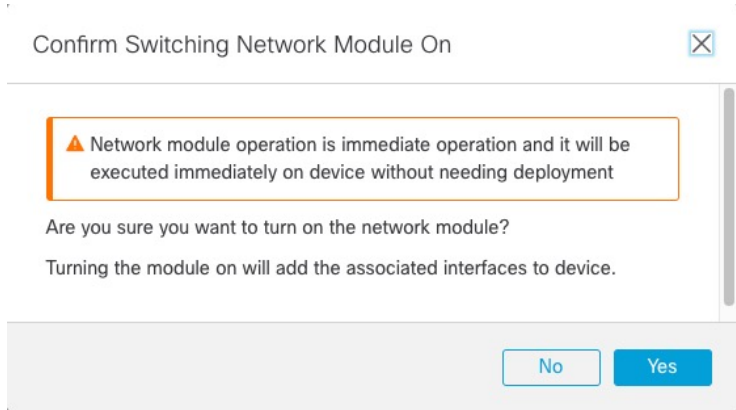 Confirm Switching Network Module On
Network module operation is immediate operation and it will be
executed immediately on device without needing deployment
Are you sure you want to turn on the network module?
Turning the module on will add the associated interfaces to device.
No
Yes